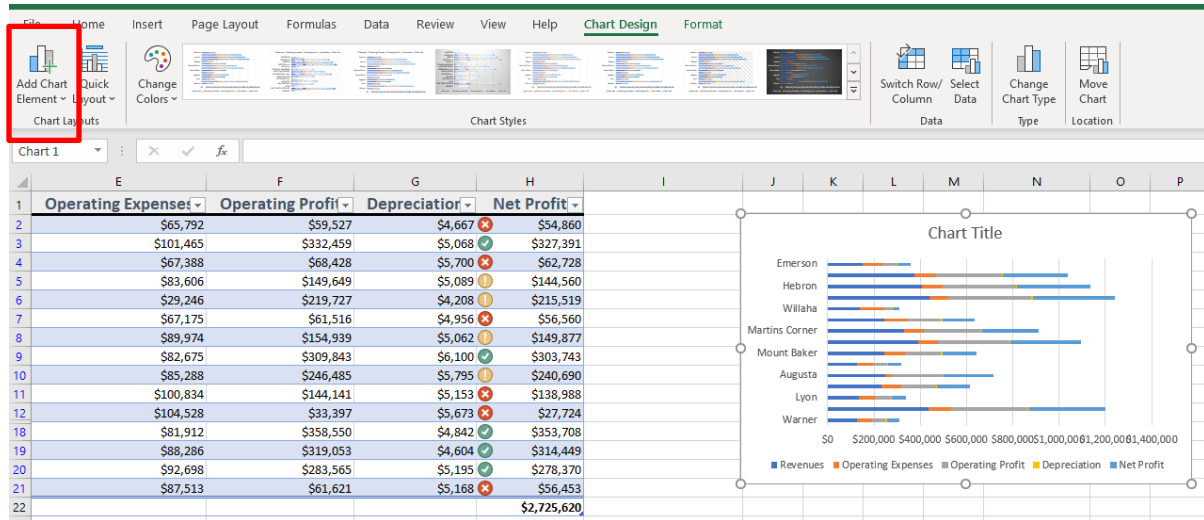 File Home Insert Page Layout Formulas Data Review View Help Chart Design Format
Add Chart Element Quick Layout Change Colors Switch Row/ Column Select Data Change Chart Type Move Chart
Chart Layouts Chart Styles Data Type Location
Chart 1 fx
E F G H I J K L M N O P
1 Operating Expenses Operating Profit Depreciation Net Profit
2 $65,792 $59,527 $4,667 $54,860
3 $101,465 $332,459 $5,068 $327,391
4 $67,388 $68,428 $5,700 $62,728
5 $83,606 $149,649 $5,089 $144,560
6 $29,246 $219,727 $4,208 $215,519
7 $67,175 $61,516 $4,956 $56,560
8 $89,974 $154,939 $5,062 $149,877
9 $82,675 $309,843 $6,100 $303,743
10 $85,288 $246,485 $5,795 $240,690
11 $100,834 $144,141 $5,153 $138,988
12 $104,528 $33,397 $5,673 $27,724
18 $81,912 $358,550 $4,842 $353,708
19 $88,286 $319,053 $4,604 $314,449
20 $92,698 $283,565 $5,195 $278,370
21 $87,513 $61,621 $5,168 $56,453
22 $2,725,620
Chart Title
Emerson
Hebron
Willaha
Martins Corner
Mount Baker
Augusta
Lyon
Warner
$0 $200,000 $400,000 $600,000 $800,000 $1,000,000 $1,200,000 $1,400,000
Revenues Operating Expenses Operating Profit Depreciation Net Profit